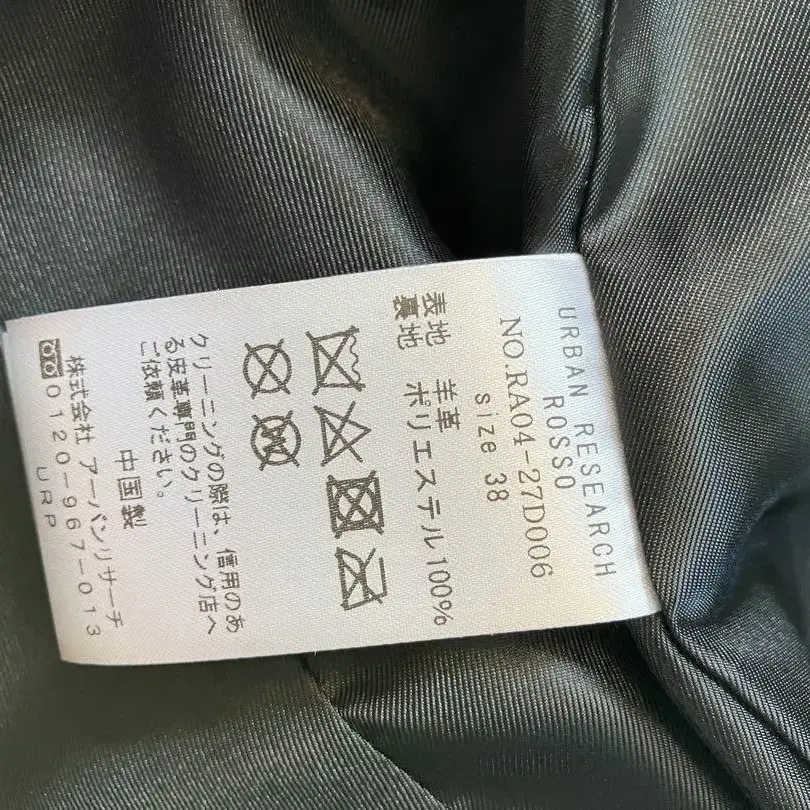 URBAN RESEARCH
ROSSO
NO.RA04-27D006
size 38
表地 羊革
裏地 ポリエステル100%
W
クリーニングの際は、信用のあ
る皮革専門のクリーニング店へ
ご依頼ください。
中国製
株式会社 アーバンリサーチ
0120-967-013
URP